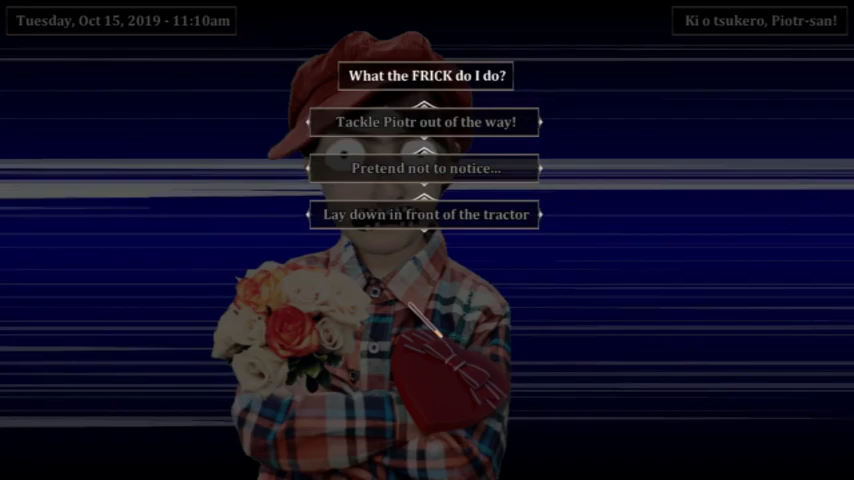 Tuesday, Oct 15, 2019 - 11:10am
Ki o tsukero, Piotr-san!
What the FRICK do I do?
Tackle Piotr out of the way!
Pretend not to notice...
Lay down in front of the tractor